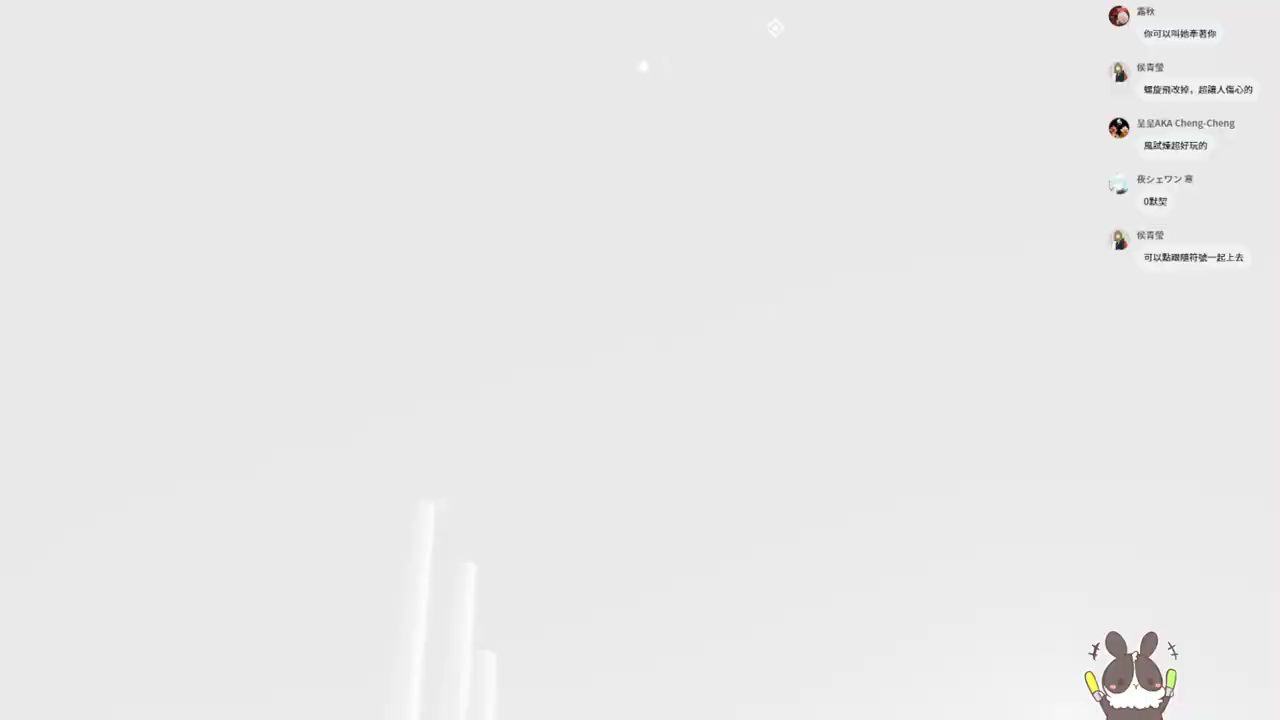 霜秋
你可以叫她牽著你
侯青瑩
螺旋飛改掉，超讓人傷心的
呈呈AKA Cheng-Cheng
風試煉超好玩的
夜シェワン 寒
0默契
侯青瑩
可以點跟隨符號一起上去